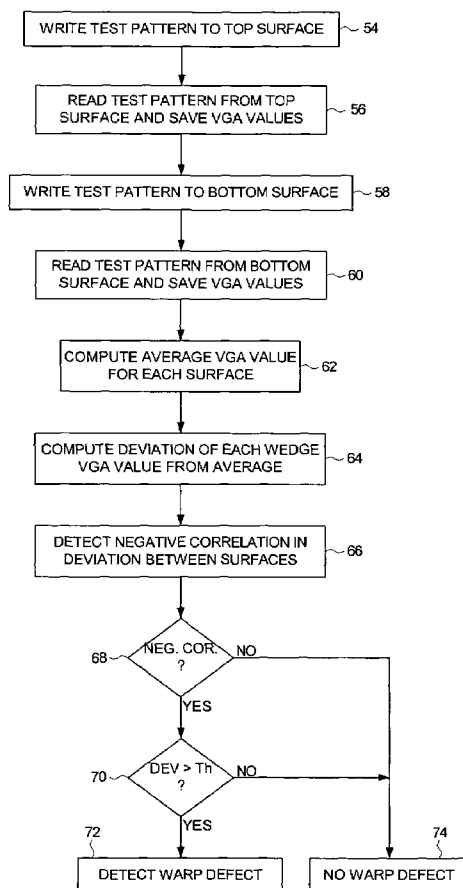 WRITE TEST PATTERN TO TOP SURFACE
54
READ TEST PATTERN FROM TOP
SURFACE AND SAVE VGA VALUES
56
WRITE TEST PATTERN TO BOTTOM SURFACE
58
READ TEST PATTERN FROM BOTTOM
SURFACE AND SAVE VGA VALUES
60
COMPUTE AVERAGE VGA VALUE
FOR EACH SURFACE
62
COMPUTE DEVIATION OF EACH WEDGE
VGA VALUE FROM AVERAGE
64
DETECT NEGATIVE CORRELATION IN
DEVIATION BETWEEN SURFACES
66
68
NEG. COR.
?
NO
YES
70
DEV > Th
?
NO
YES
72
DETECT WARP DEFECT
74
NO WARP DEFECT